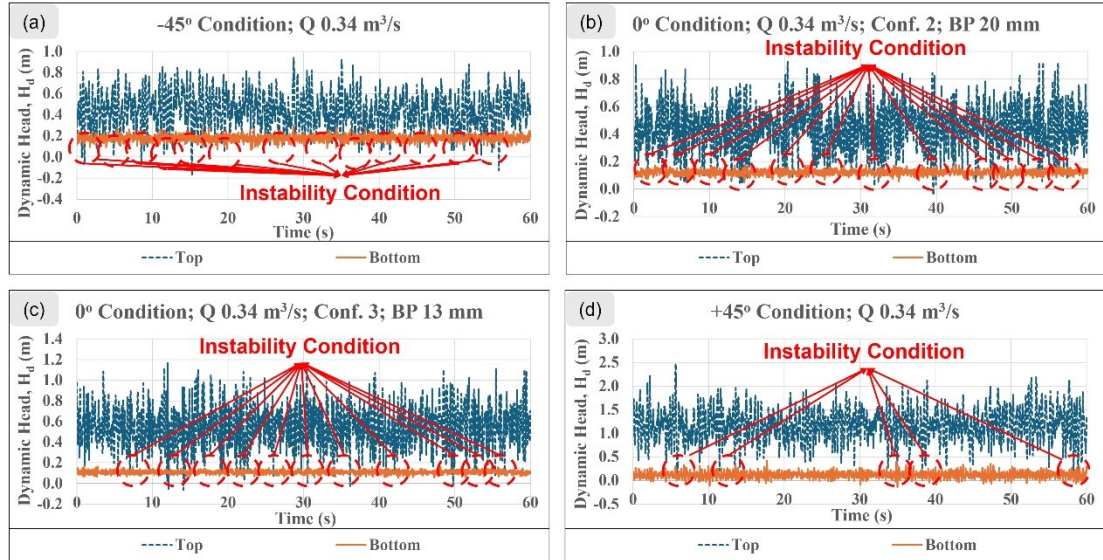 (a)
-45° Condition; Q 0.34 m³/s
Dynamic Head, H_d (m)
1.0
0.8
0.6
0.4
0.2
0.0
-0.2
-0.4
Instability Condition
0 10 20 30 40 50 60
Time (s)
Top Bottom
(b)
0° Condition; Q 0.34 m³/s; Conf. 2; BP 20 mm
Instability Condition
Dynamic Head, H_d (m)
1.0
0.8
0.6
0.4
0.2
0.0
-0.2
0 10 20 30 40 50 60
Time (s)
Top Bottom
(c)
0° Condition; Q 0.34 m³/s; Conf. 3; BP 13 mm
Instability Condition
Dynamic Head, H_d (m)
1.4
1.2
1.0
0.8
0.6
0.4
0.2
0.0
-0.2
0 10 20 30 40 50 60
Time (s)
Top Bottom
(d)
+45° Condition; Q 0.34 m³/s
Instability Condition
Dynamic Head, H_d (m)
3.0
2.5
2.0
1.5
1.0
0.5
0.0
-0.5
0 10 20 30 40 50 60
Time (s)
Top Bottom